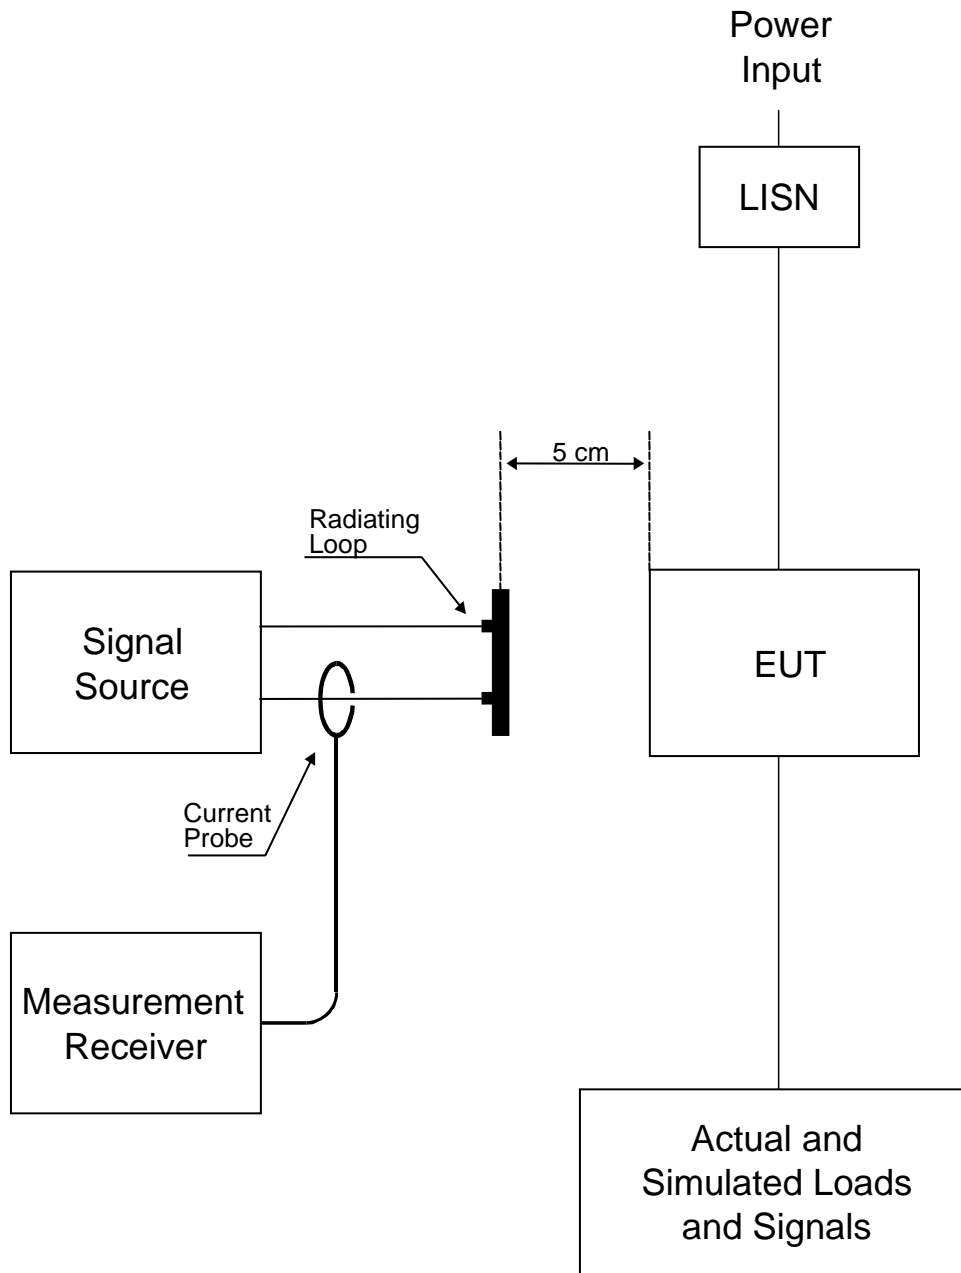 Power
Input
LISN
5 cm
Radiating
Loop
Signal
Source
EUT
Current
Probe
Measurement
Receiver
Actual and
Simulated Loads
and Signals